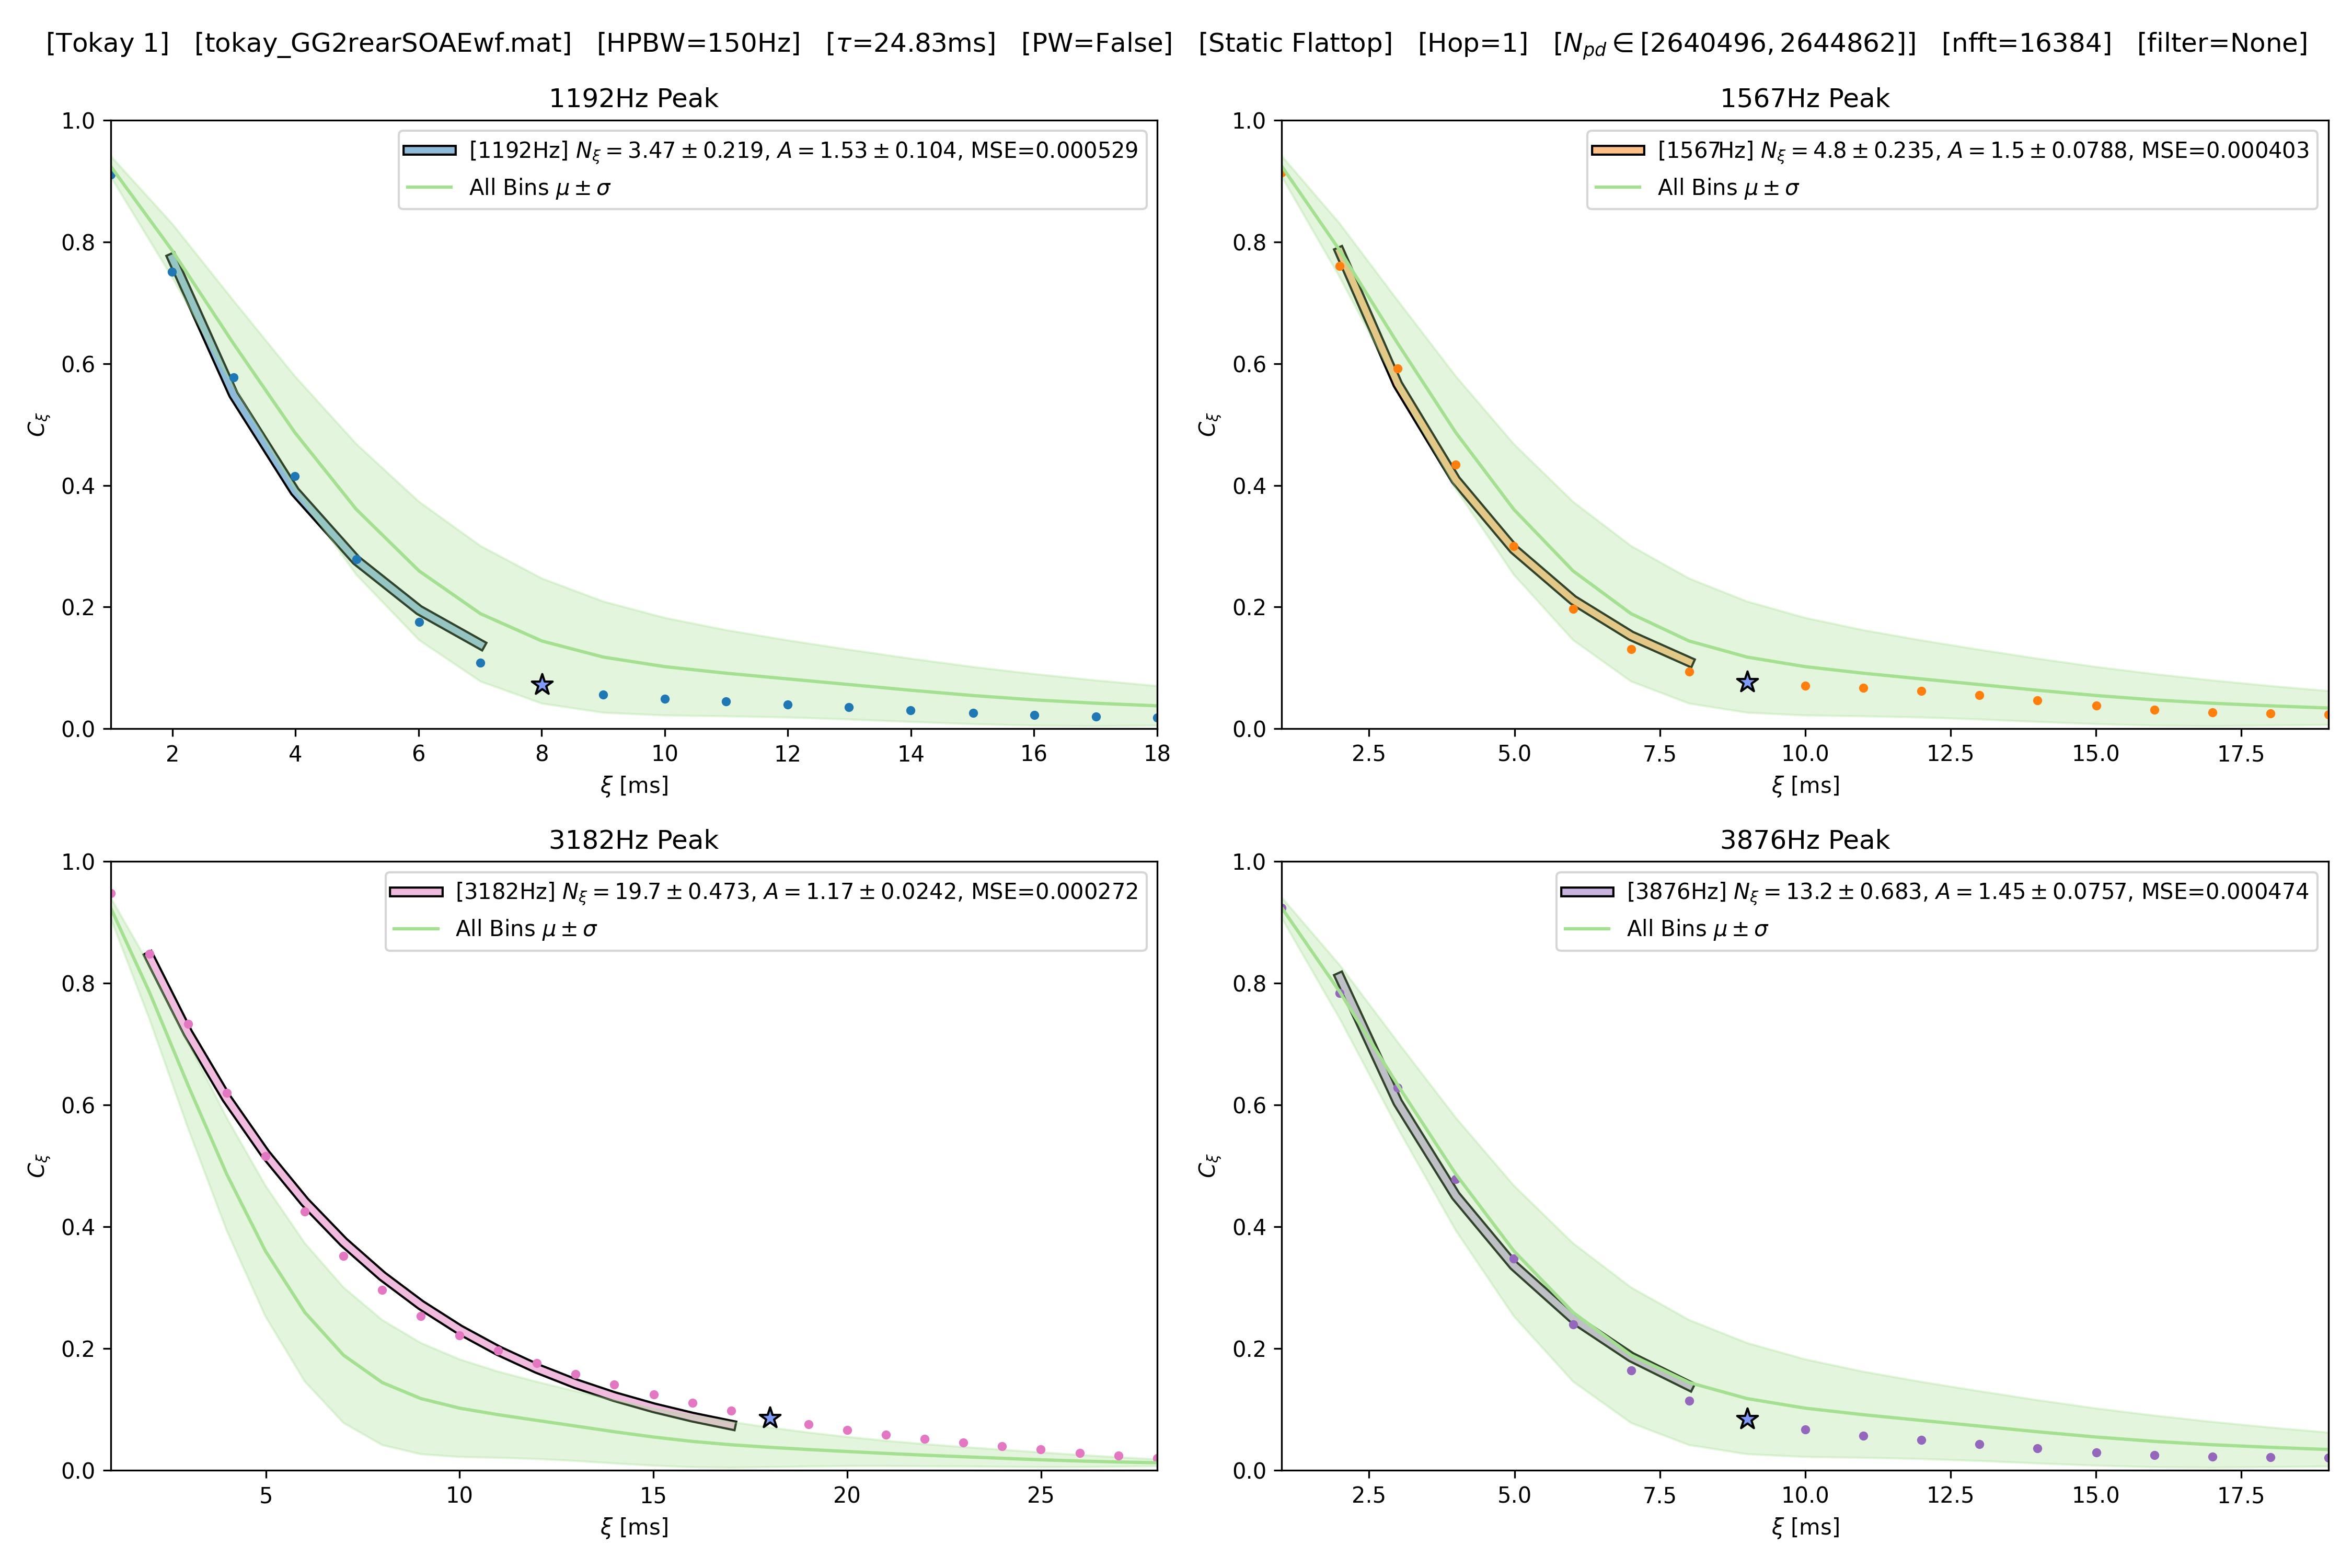 [Tokay 1] [tokay_GG2rearSOAEwf.mat] [HPBW=150Hz] [τ=24.83ms] [PW=False] [Static Flattop] [Hop=1] [N_pd ∈ [2640496, 2644862]] [nfft=16384] [filter=None]
1192Hz Peak
[1192Hz] N_ξ = 3.47 ± 0.219, A = 1.53 ± 0.104, MSE=0.000529
All Bins μ ± σ
1.0
0.8
0.6
0.4
0.2
0.0
C_ξ
2 4 6 8 10 12 14 16 18
ξ [ms]
1567Hz Peak
[1567Hz] N_ξ = 4.8 ± 0.235, A = 1.5 ± 0.0788, MSE=0.000403
All Bins μ ± σ
1.0
0.8
0.6
0.4
0.2
0.0
C_ξ
2.5 5.0 7.5 10.0 12.5 15.0 17.5
ξ [ms]
3182Hz Peak
[3182Hz] N_ξ = 19.7 ± 0.473, A = 1.17 ± 0.0242, MSE=0.000272
All Bins μ ± σ
1.0
0.8
0.6
0.4
0.2
0.0
C_ξ
5 10 15 20 25
ξ [ms]
3876Hz Peak
[3876Hz] N_ξ = 13.2 ± 0.683, A = 1.45 ± 0.0757, MSE=0.000474
All Bins μ ± σ
1.0
0.8
0.6
0.4
0.2
0.0
C_ξ
2.5 5.0 7.5 10.0 12.5 15.0 17.5
ξ [ms]